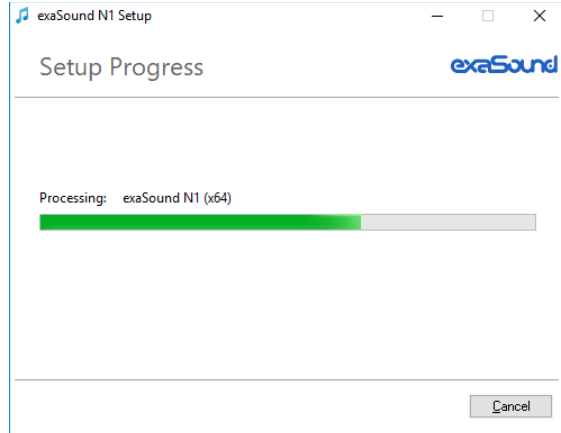 exaSound N1 Setup
Setup Progress
exaSound
Processing: exaSound N1 (x64)
Cancel